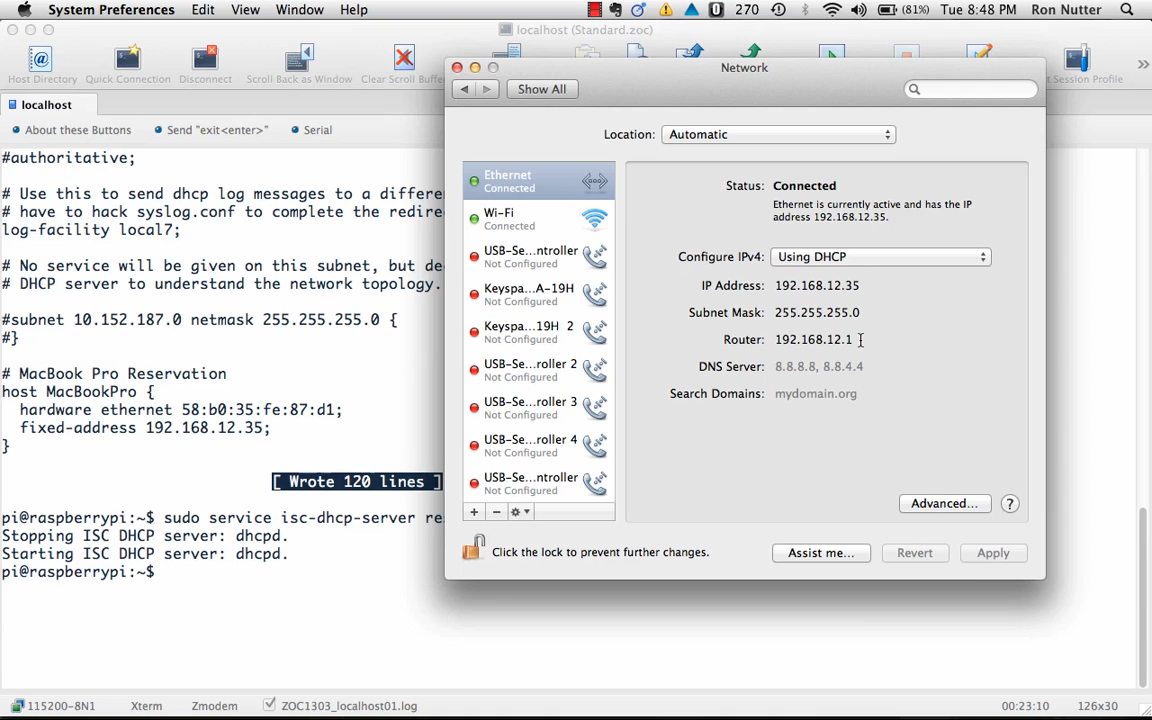 System Preferences Edit View Window Help 270 (81%) Tue 8:48 PM Ron Nutter
localhost (Standard.zoc)
Host Directory Quick Connection Disconnect Scroll Back as Window Clear Scroll Buffe t Session Profile
localhost
About these Buttons Send "exit<enter>" Serial
#authoritative;
# Use this to send dhcp log messages to a differe
# have to hack syslog.conf to complete the redire
log-facility local7;
# No service will be given on this subnet, but de
# DHCP server to understand the network topology.
#subnet 10.152.187.0 netmask 255.255.255.0 {
#}
# MacBook Pro Reservation
host MacBookPro {
hardware ethernet 58:b0:35:fe:87:d1;
fixed-address 192.168.12.35;
}
[ Wrote 120 lines ]
pi@raspberrypi:~$ sudo service isc-dhcp-server re
Stopping ISC DHCP server: dhcpd.
Starting ISC DHCP server: dhcpd.
pi@raspberrypi:~$
Network
Show All
Location: Automatic
Ethernet
Connected
Wi-Fi
Connected
USB-Se...ntroller
Not Configured
Keyspa...A-19H
Not Configured
Keyspa...19H 2
Not Configured
USB-Se...roller 2
Not Configured
USB-Se...roller 3
Not Configured
USB-Se...roller 4
Not Configured
USB-Se...ntroller
Not Configured
Status: Connected
Ethernet is currently active and has the IP
address 192.168.12.35.
Configure IPv4: Using DHCP
IP Address: 192.168.12.35
Subnet Mask: 255.255.255.0
Router: 192.168.12.1
DNS Server: 8.8.8.8, 8.8.4.4
Search Domains: mydomain.org
Advanced... ?
Click the lock to prevent further changes.
Assist me... Revert Apply
115200-8N1 Xterm Zmodem ZOC1303_localhost01.log 00:23:10 126x30